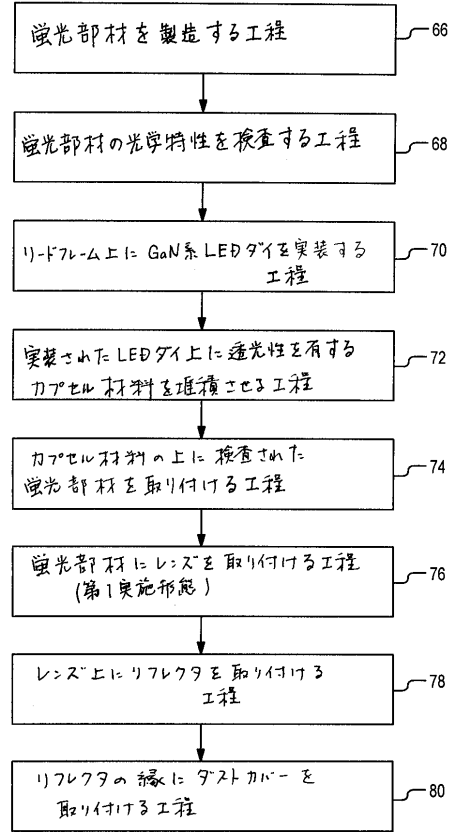 蛍光部材を製造する工程
66
蛍光部材の光学特性を検査する工程
68
リードフレーム上に GaN系LEDダイを実装する
工程
70
実装されたLEDダイ上に透光性を有する
カプセル材料を堆積させる工程
72
カプセル材料の上に検査された
蛍光部材を取り付ける工程
74
蛍光部材にレンズを取り付ける工程
(第1実施形態)
76
レンズ上にリフレクタを取り付ける
工程
78
リフレクタの縁にダストカバーを
取り付ける工程
80